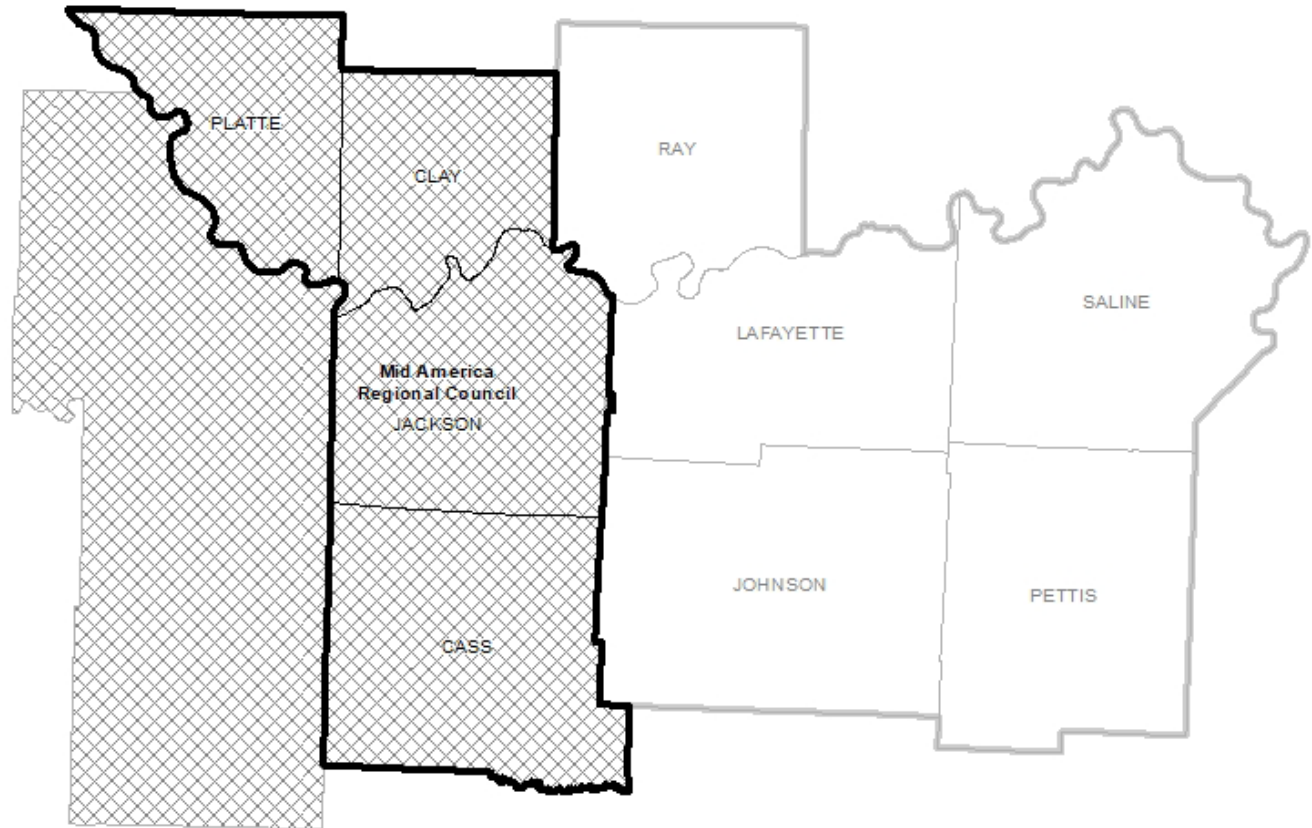 PLATTE
CLAY
RAY
SALINE
LAFAYETTE
Mid America
Regional Council
JACKSON
JOHNSON
PETTIS
CASS